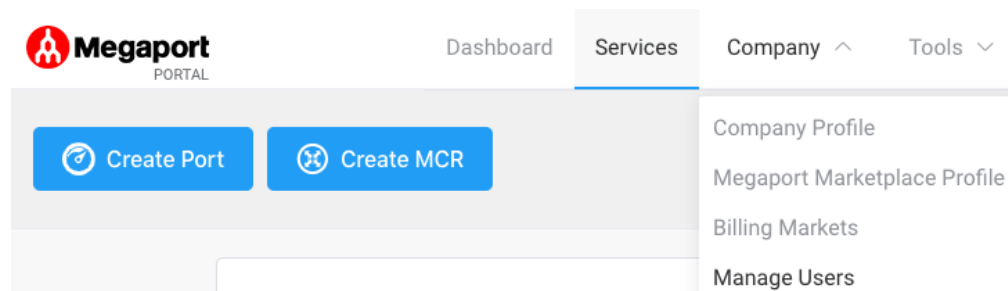 Megaport
PORTAL
Dashboard Services Company Tools
Create Port Create MCR
Company Profile
Megaport Marketplace Profile
Billing Markets
Manage Users